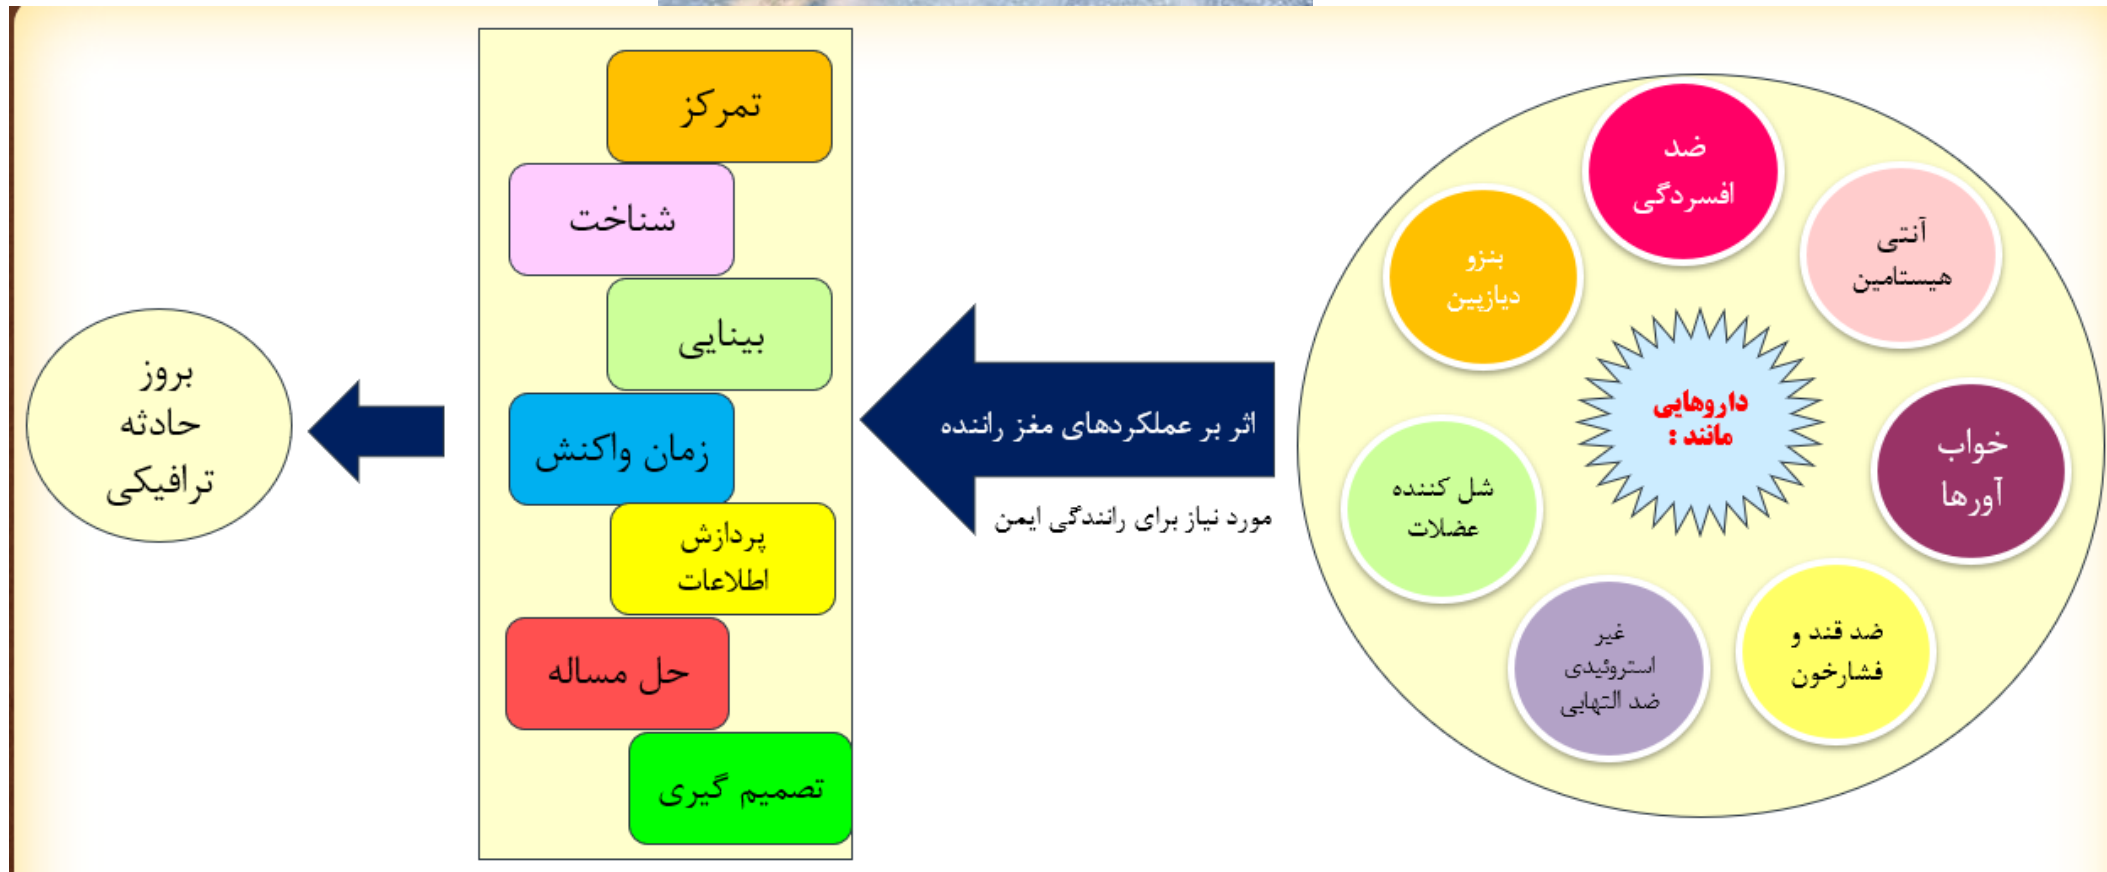 داروهایی
مانند :
ضد
افسردگی
آنتی
هیستامین
خواب
آورها
ضد قند و
فشارخون
غیر
استروئیدی
ضد التهابی
شل کننده
عضلات
بنزو
دیازپین
اثر بر عملکردهای مغز راننده
مورد نیاز برای رانندگی ایمن
تمرکز
شناخت
بینایی
زمان واکنش
پردازش
اطلاعات
حل مساله
تصمیم گیری
بروز
حادثه
ترافیکی